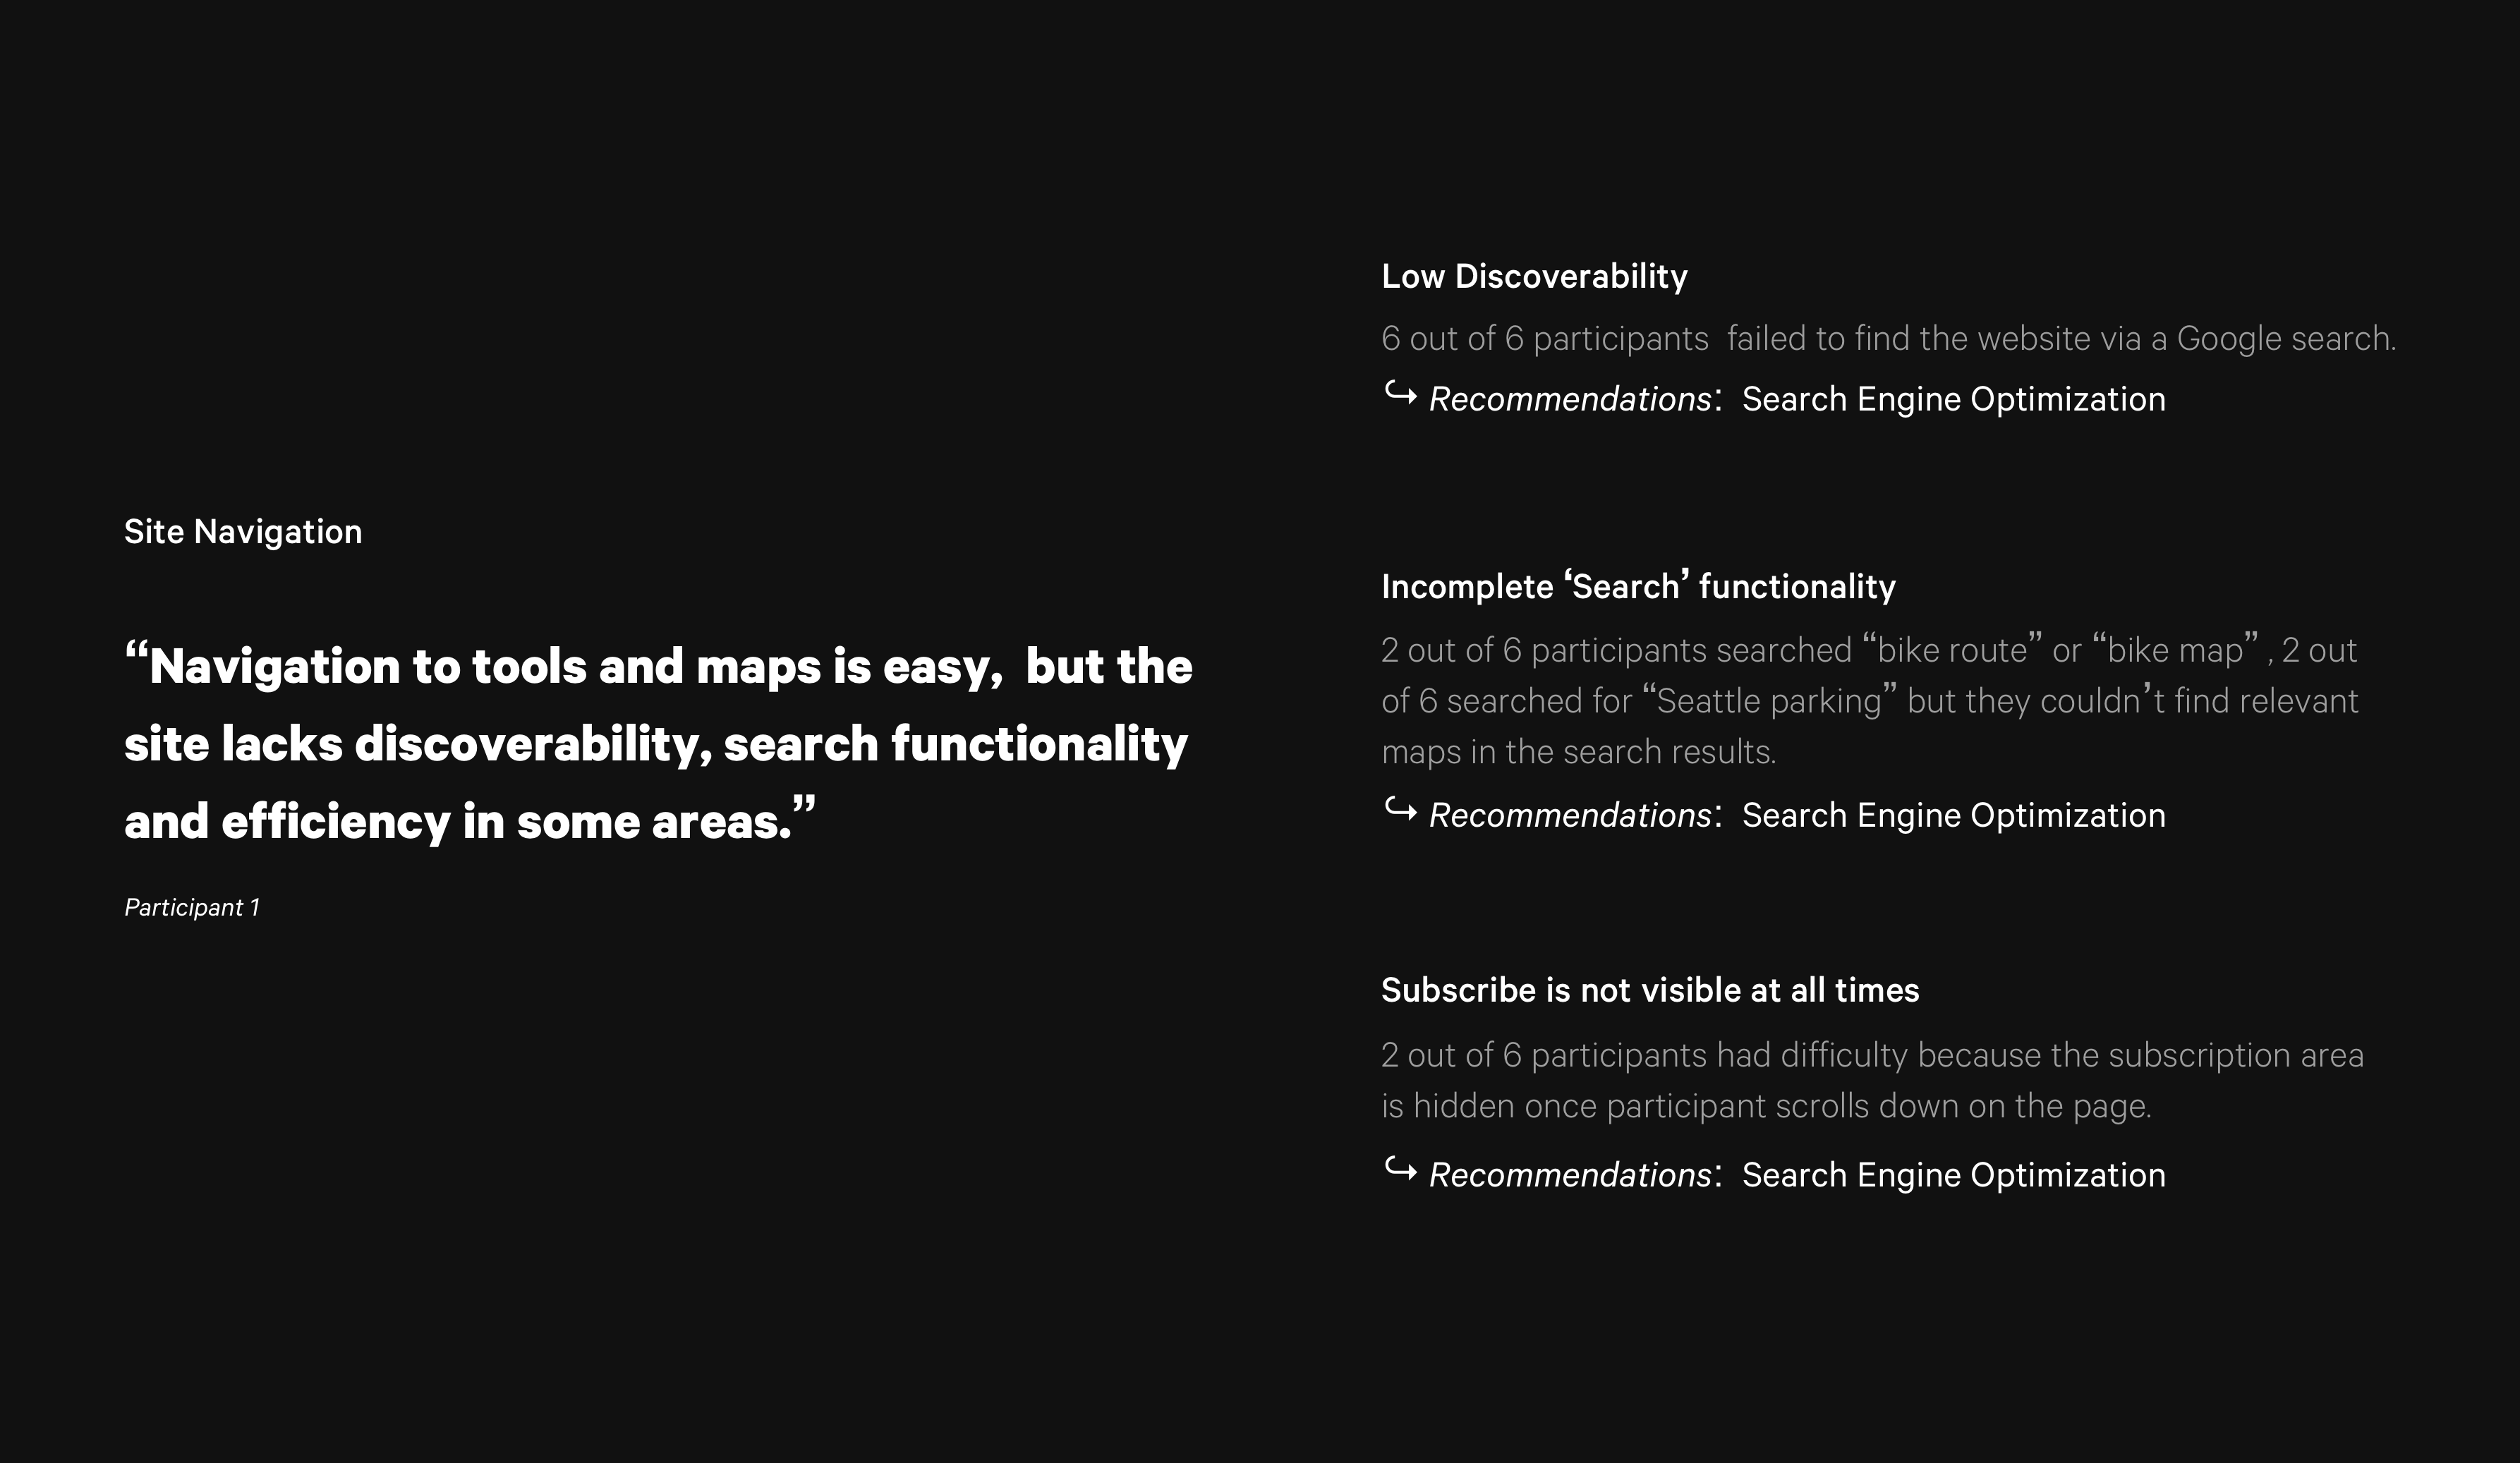 Site Navigation
“Navigation to tools and maps is easy,  but the
site lacks discoverability, search functionality
and efficiency in some areas.”
Participant 1
Low Discoverability
6 out of 6 participants  failed to find the website via a Google search.
↪ Recommendations:  Search Engine Optimization
Incomplete ‘Search’ functionality
2 out of 6 participants searched “bike route” or “bike map” , 2 out
of 6 searched for “Seattle parking” but they couldn’t find relevant
maps in the search results.
↪ Recommendations:  Search Engine Optimization
Subscribe is not visible at all times
2 out of 6 participants had difficulty because the subscription area
is hidden once participant scrolls down on the page.
↪ Recommendations:  Search Engine Optimization